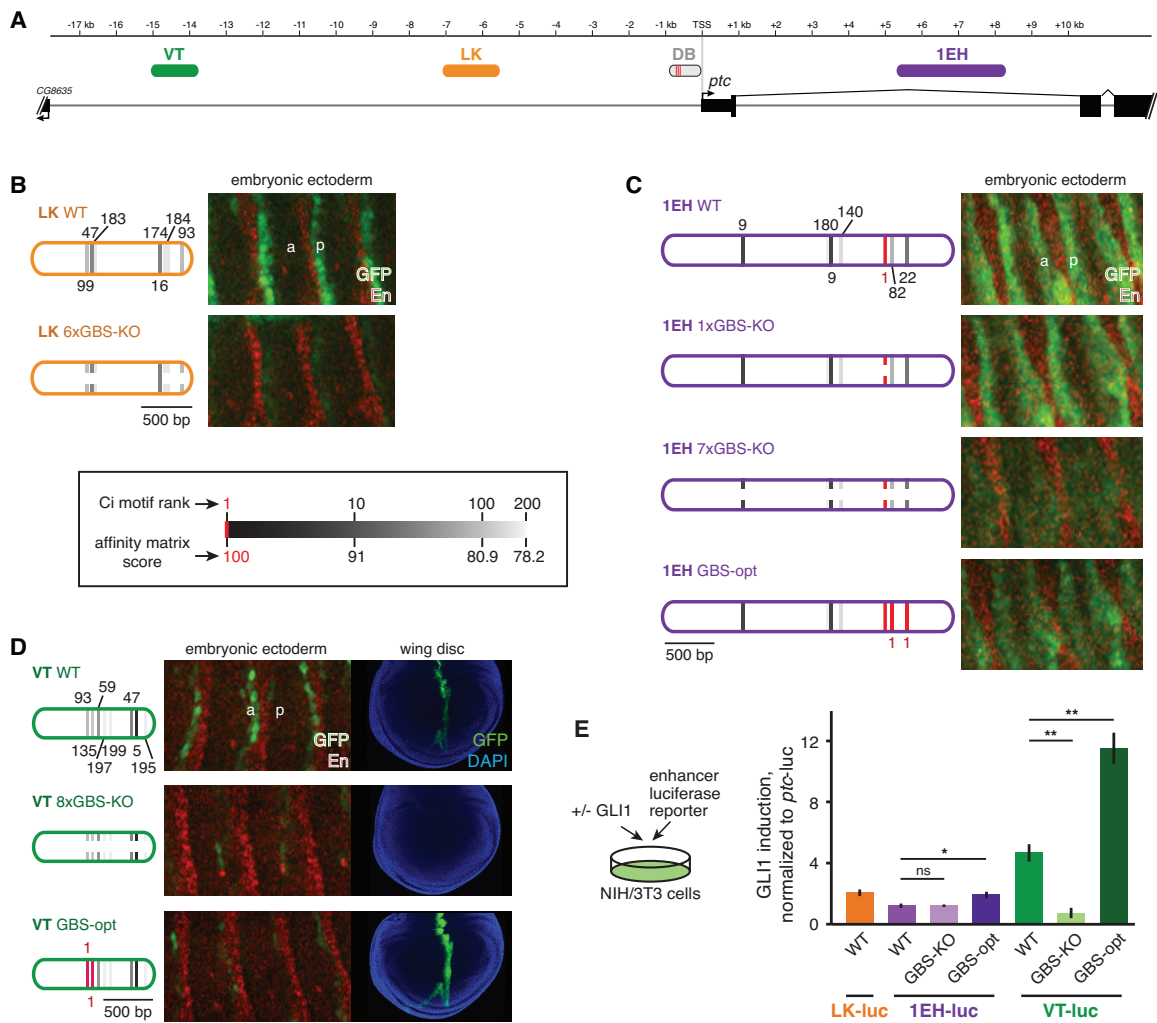 A
-17 kb -16 -15 -14 -13 -12 -11 -10 -9 -8 -7 -6 -5 -4 -3 -2 -1 kb TSS +1 kb +2 +3 +4 +5 +6 +7 +8 +9 +10 kb
VT LK DB 1EH
CG8635 ptc
B
embryonic ectoderm
LK WT
183 184
47 174 93
99 16
a p
GFP
En
LK 6xGBS-KO
500 bp
Ci motif rank 1 10 100 200
affinity matrix
score
100 91 80.9 78.2
C
embryonic ectoderm
1EH WT
140
9 180
9 1 22
82
a p
GFP
En
1EH 1xGBS-KO
1EH 7xGBS-KO
1EH GBS-opt
1 1
500 bp
D
embryonic ectoderm wing disc
VT WT
59
93 47
135 199 5
197 195
a p
GFP
En
GFP
DAPI
VT 8xGBS-KO
VT GBS-opt
1
1
500 bp
E
+/- GLI1
enhancer
luciferase
reporter
NIH/3T3 cells
GLI1 induction,
normalized to ptc-luc
12
8
4
0
ns
*
**
**
WT WT GBS-KO GBS-opt WT GBS-KO GBS-opt
LK-luc 1EH-luc VT-luc